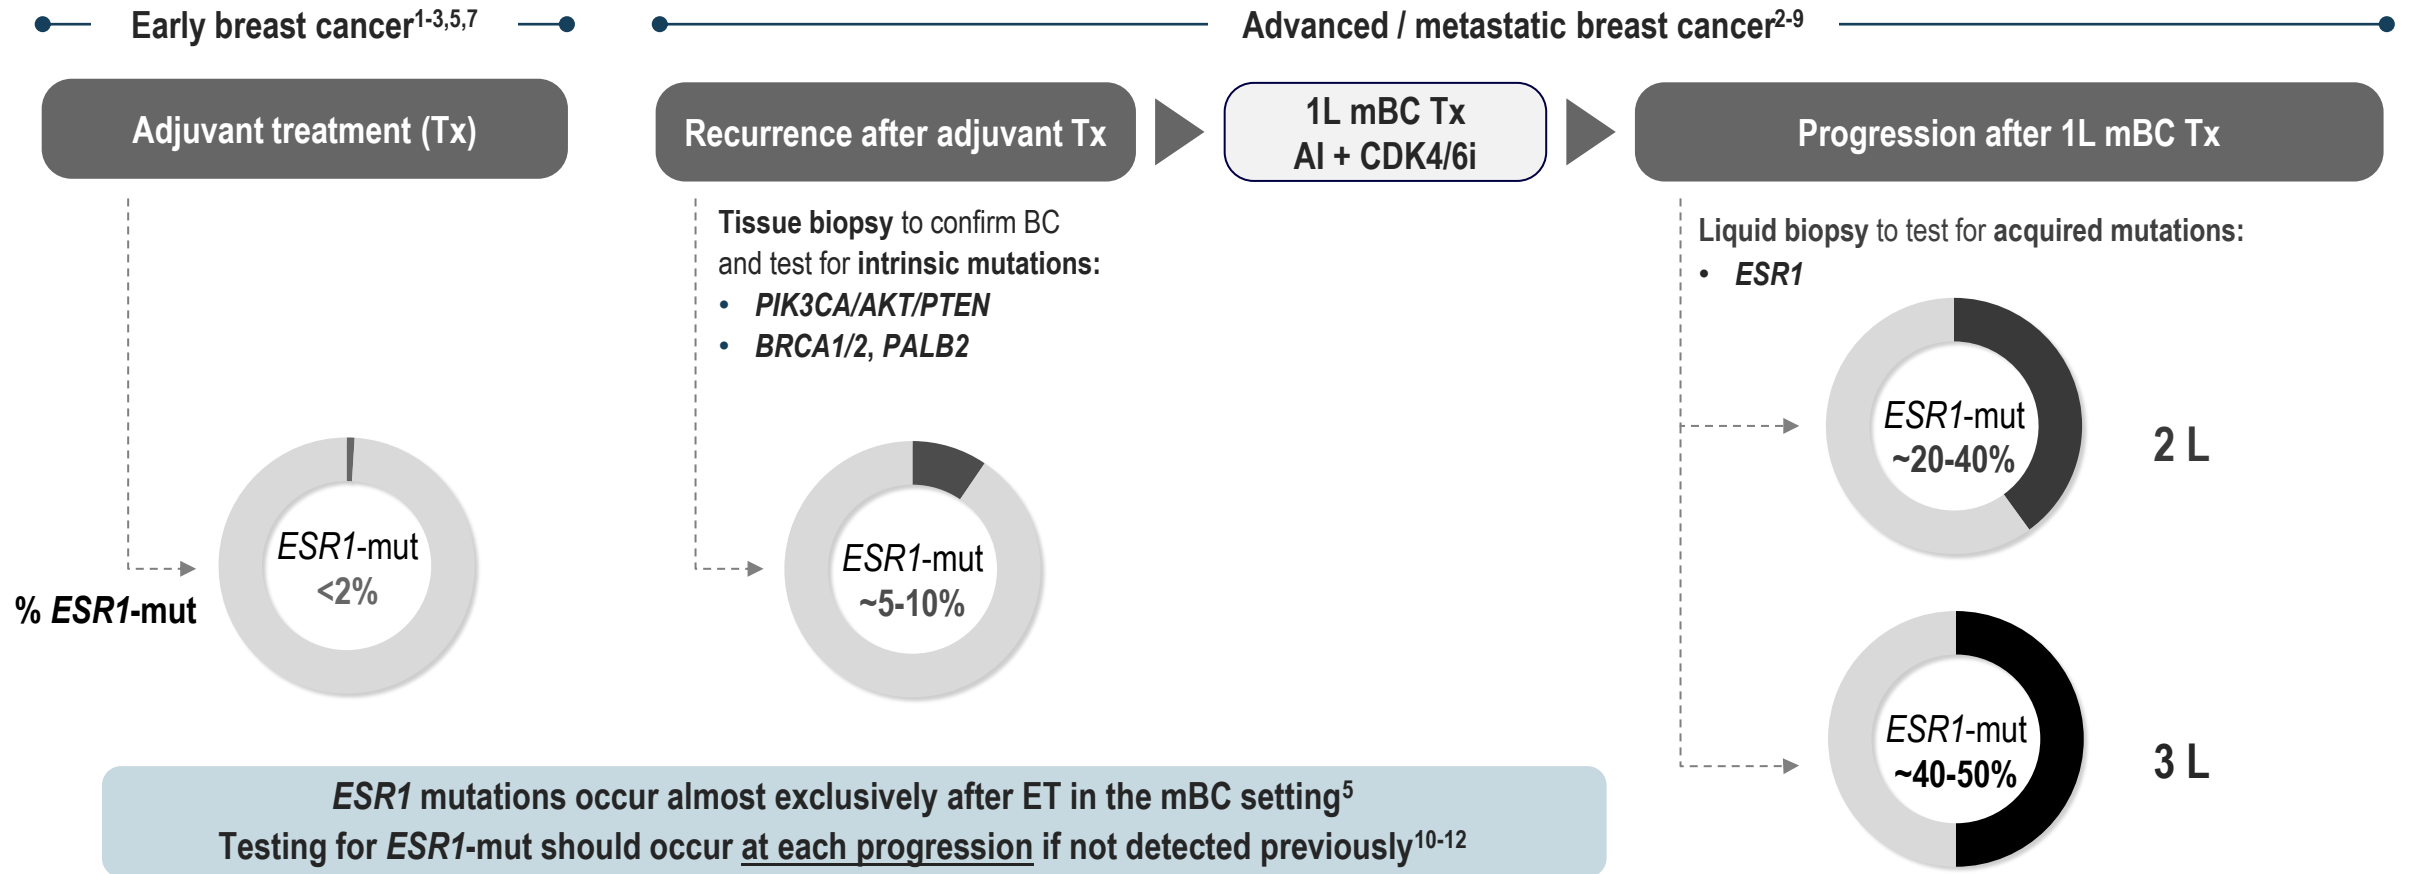 Early breast cancer1-3,5,7
Advanced / metastatic breast cancer2-9
Adjuvant treatment (Tx)
Recurrence after adjuvant Tx
1L mBC Tx
AI + CDK4/6i
Progression after 1L mBC Tx
Tissue biopsy to confirm BC
and test for intrinsic mutations:
• PIK3CA/AKT/PTEN
• BRCA1/2, PALB2
Liquid biopsy to test for acquired mutations:
• ESR1
% ESR1-mut
ESR1-mut
<2%
ESR1-mut
~5-10%
ESR1-mut
~20-40%
2 L
ESR1-mut
~40-50%
3 L
ESR1 mutations occur almost exclusively after ET in the mBC setting5
Testing for ESR1-mut should occur at each progression if not detected previously10-12